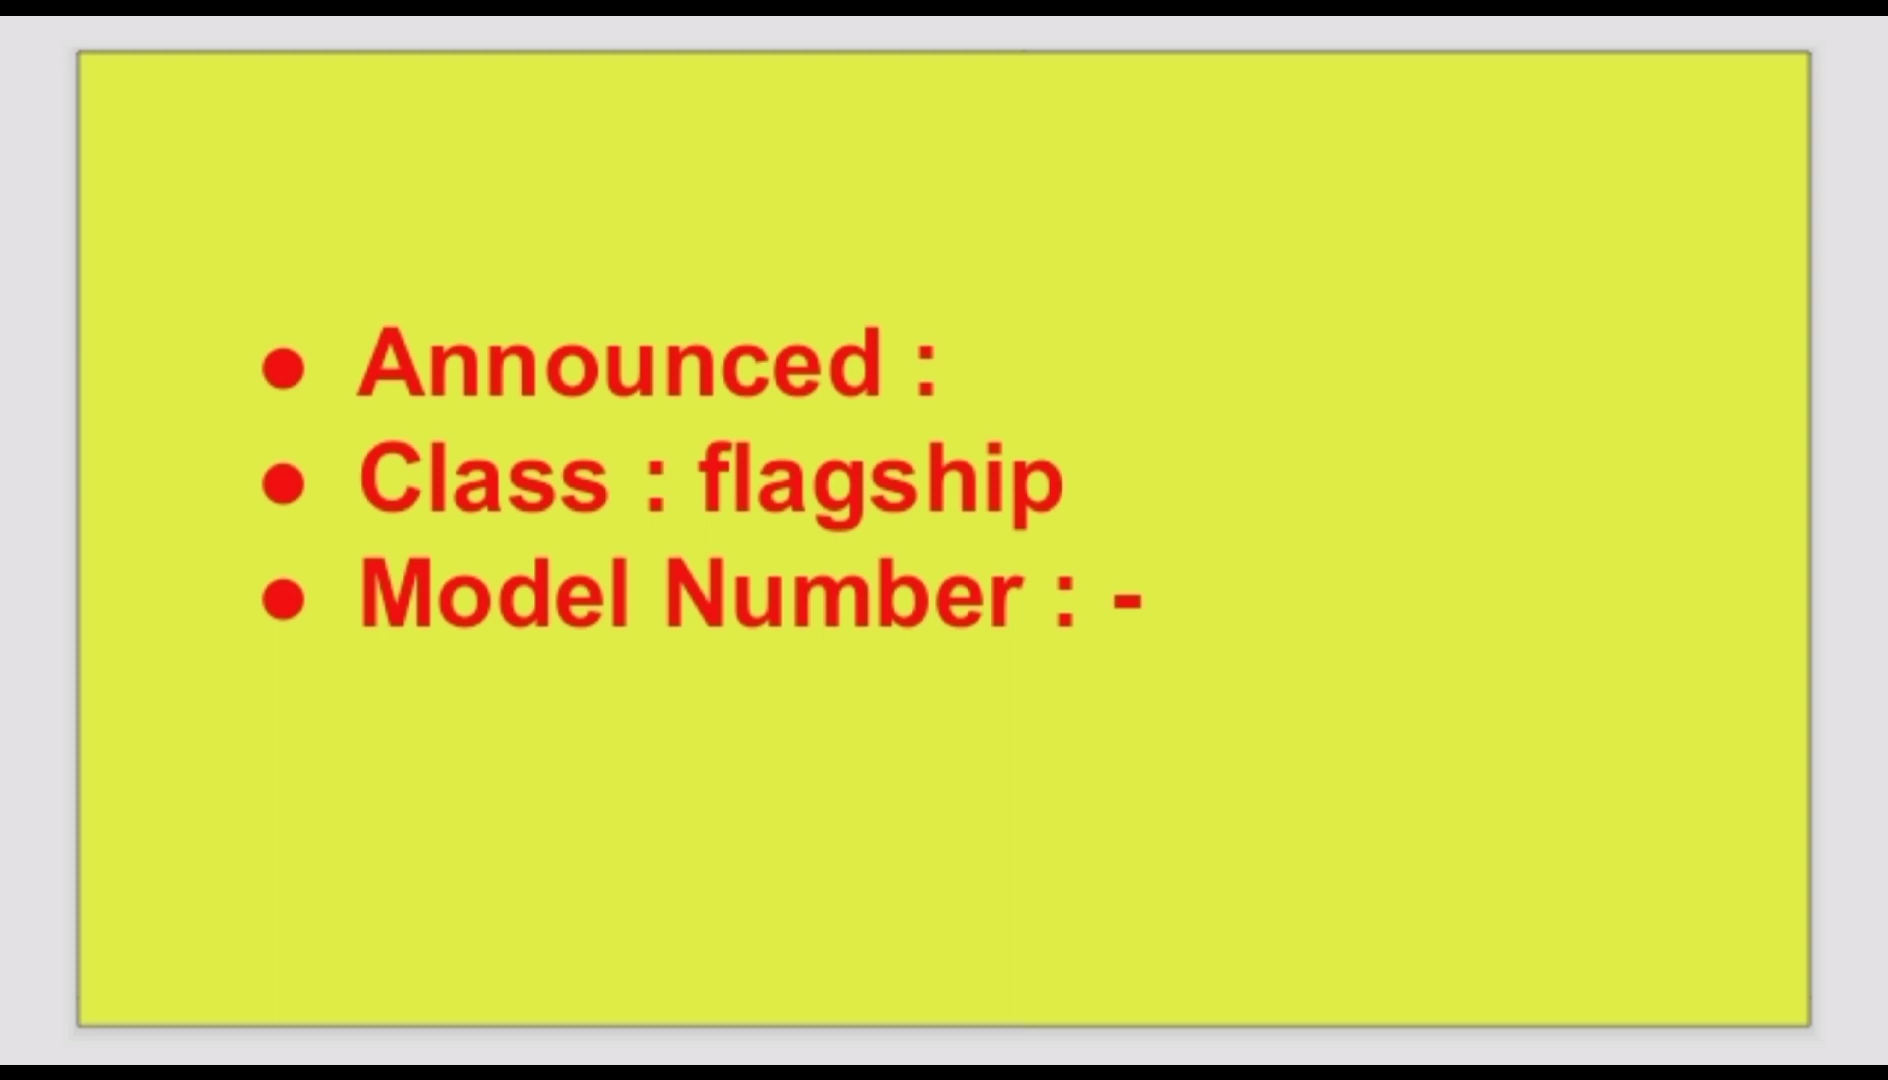 ● Announced :
● Class : flagship
● Model Number : -